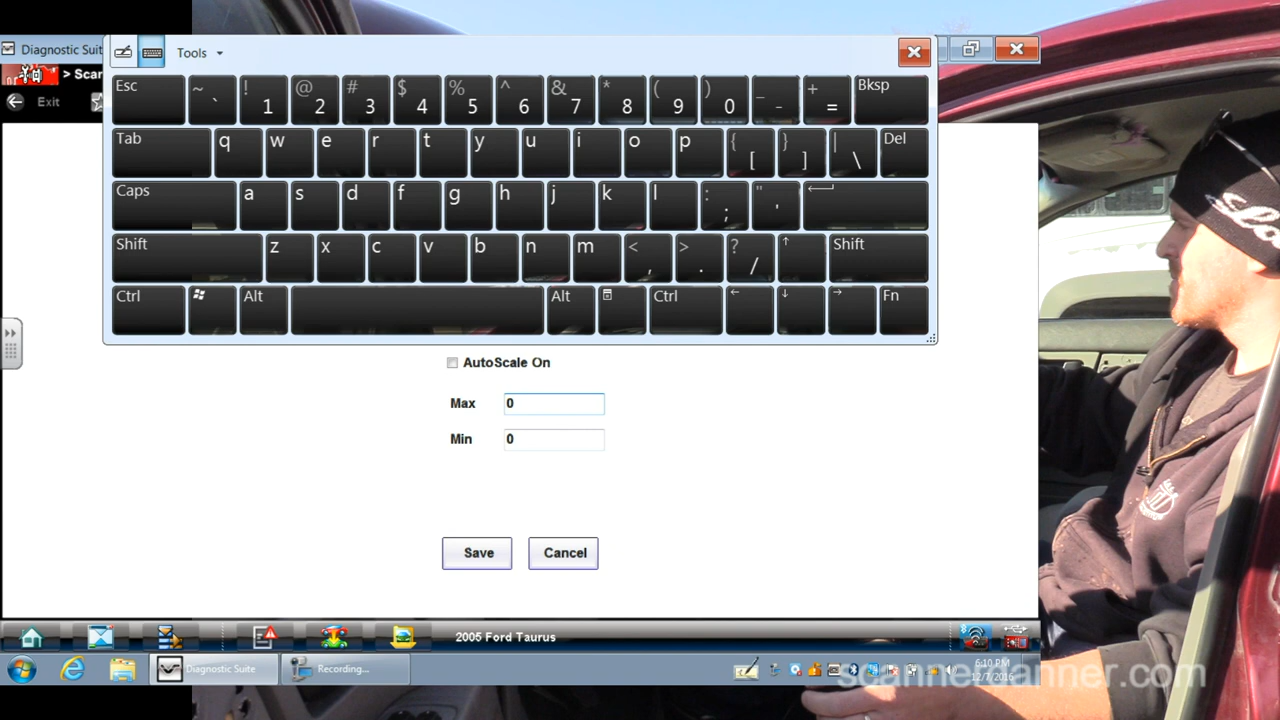 Diagnostic Suit
Tools
> Scar
Exit
Esc ~ ` ! 1 @ 2 # 3 $ 4 % 5 ^ 6 & 7 * 8 ( 9 ) 0 _ - + = Bksp
Tab q w e r t y u i o p { [ } ] | \ Del
Caps a s d f g h j k l : ; " '
Shift z x c v b n m < , > . ? / ↑ Shift
Ctrl Alt Alt Ctrl ← ↓ → Fn
AutoScale On
Max 0
Min 0
Save Cancel
2005 Ford Taurus
Diagnostic Suite Recording...
6:10 PM
12/7/2016
scannerdanner.com